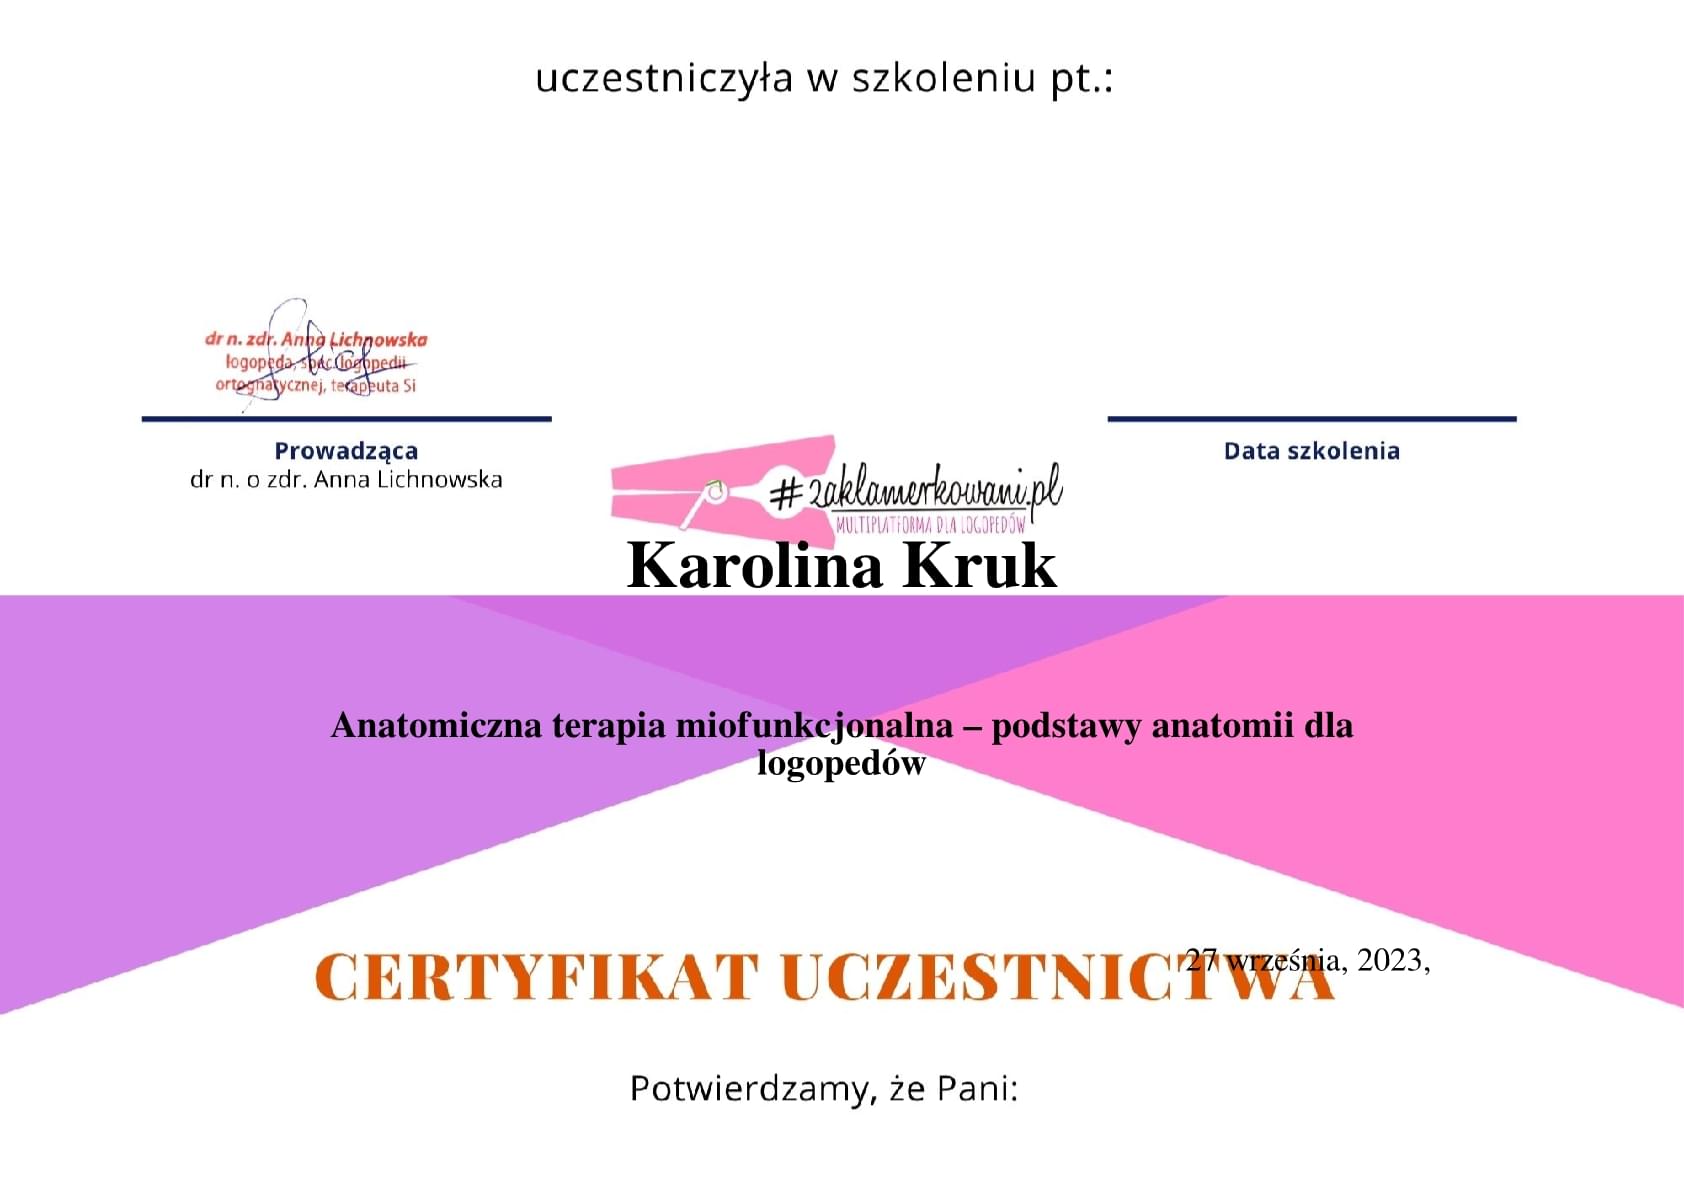 uczestniczyła w szkoleniu pt.:
dr n. zdr. Anna Lichnowska
logopeda, spec. logopedii
ortognatycznej, terapeuta Si
Prowadząca
dr n. o zdr. Anna Lichnowska
Data szkolenia
#zaklamerkowani.pl
MULTIPLATFORMA DLA LOGOPEDÓW
Karolina Kruk
Anatomiczna terapia miofunkcjonalna – podstawy anatomii dla
logopedów
CERTYFIKAT UCZESTNICTWA
27 września, 2023,
Potwierdzamy, że Pani: